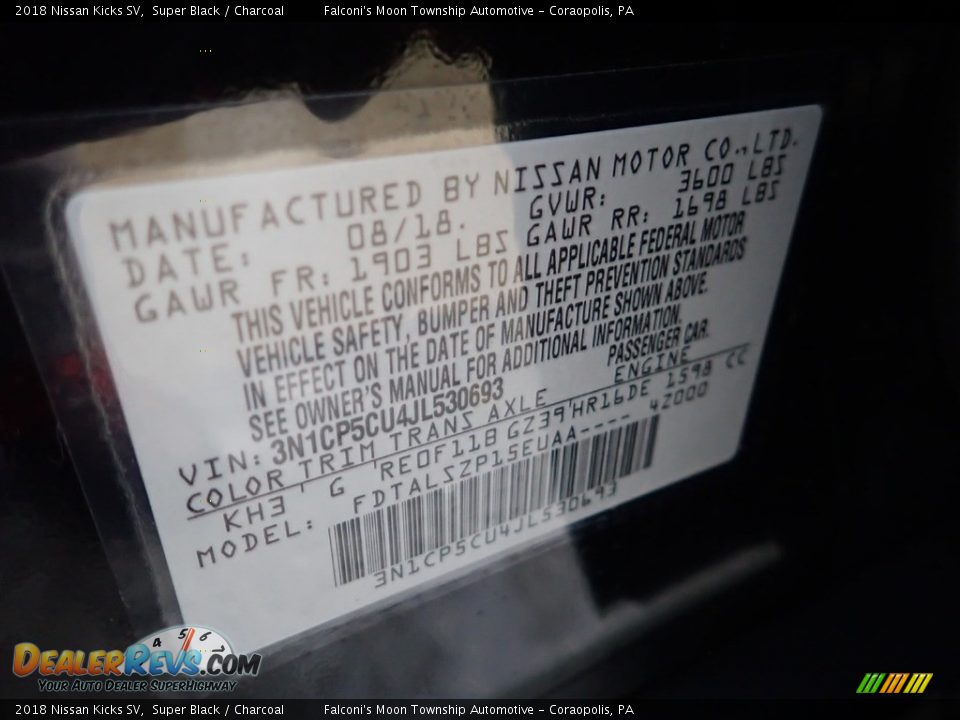 2018 Nissan Kicks SV,  Super Black / Charcoal          Falconi's Moon Township Automotive - Coraopolis, PA
MANUFACTURED BY NISSAN MOTOR CO.,LTD.
DATE: 08/18. GVWR: 3600 LBS
GAWR FR: 1903 LBS GAWR RR: 1698 LBS
THIS VEHICLE CONFORMS TO ALL APPLICABLE FEDERAL MOTOR
VEHICLE SAFETY, BUMPER AND THEFT PREVENTION STANDARDS
IN EFFECT ON THE DATE OF MANUFACTURE SHOWN ABOVE.
SEE OWNER'S MANUAL FOR ADDITIONAL INFORMATION.
VIN: 3N1CP5CU4JL530693 PASSENGER CAR.
COLOR TRIM TRANS AXLE ENGINE
KH3 ' G 'RE0F11B GZ39'HR16DE 1598 CC
MODEL: FDTALSZP15EUAA----- 42000
3N1CP5CU4JL530693
4 5 6 7
DealerRevs.com
Your Auto Dealer SuperHighway
2018 Nissan Kicks SV,  Super Black / Charcoal          Falconi's Moon Township Automotive - Coraopolis, PA